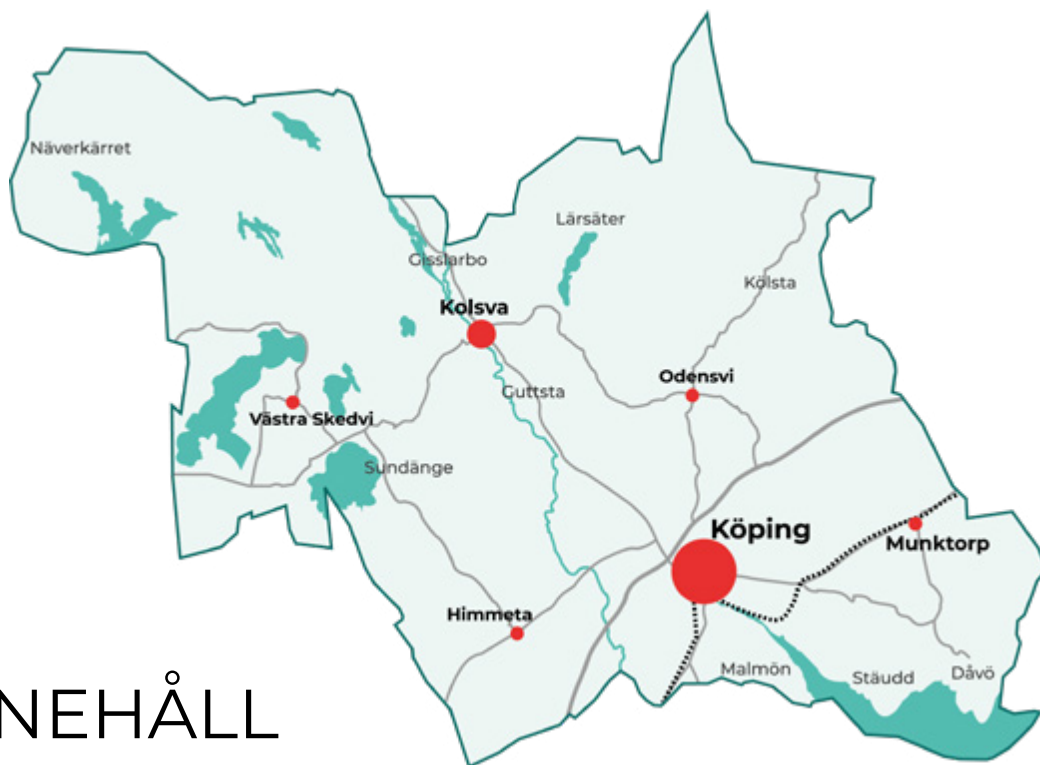 Näverkärret
Lärsäter
Gisslarbo
Kölsta
Kolsva
Odensvi
Guttsta
Västra Skedvi
Sundänge
Köping
Munktorp
Himmeta
Malmön
Dåvö
Stäudd
NEHÅLL